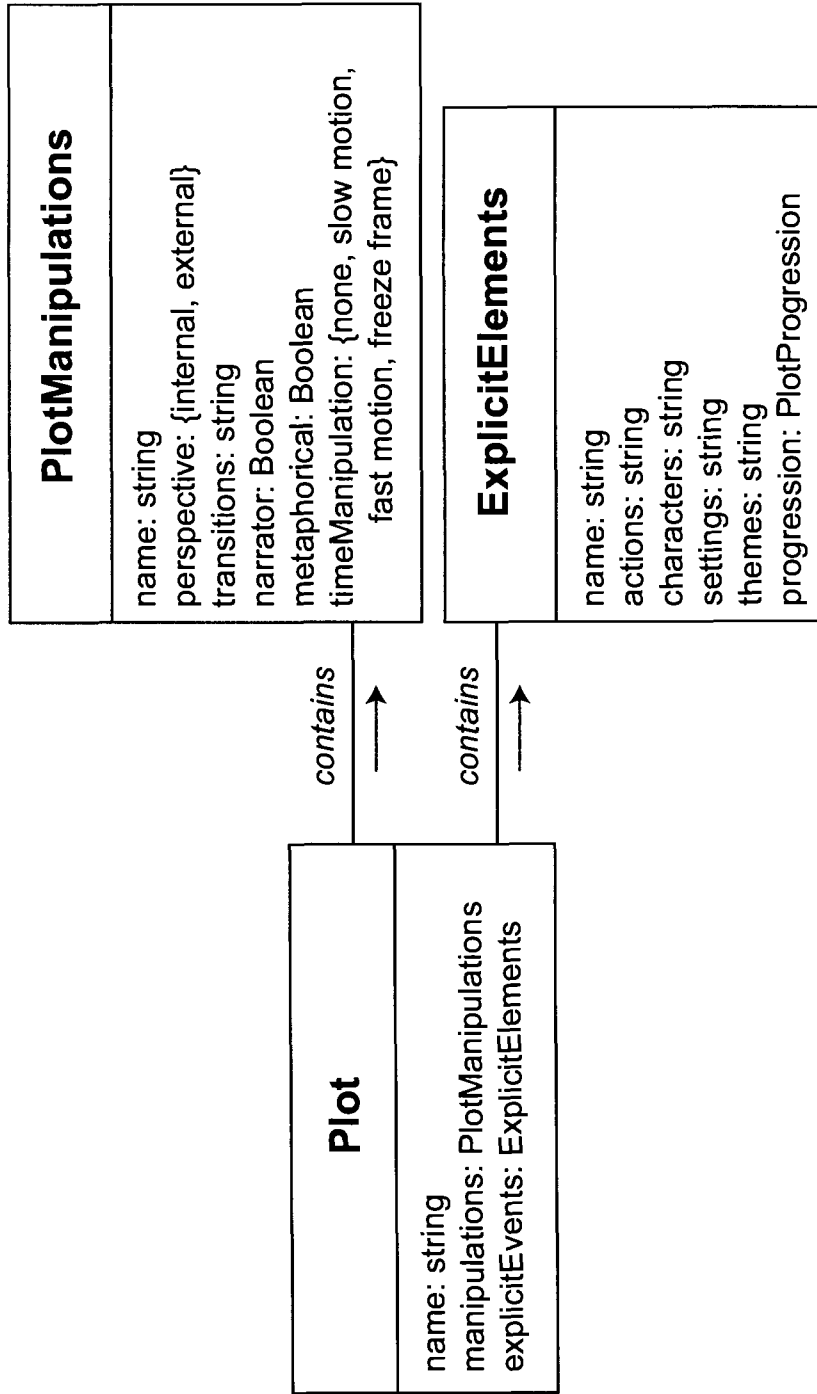 Plot
name: string
manipulations: PlotManipulations
explicitEvents: ExplicitElements
contains
contains
PlotManipulations
name: string
perspective: {internal, external}
transitions: string
narrator: Boolean
metaphorical: Boolean
timeManipulation: {none, slow motion,
fast motion, freeze frame}
ExplicitElements
name: string
actions: string
characters: string
settings: string
themes: string
progression: PlotProgression